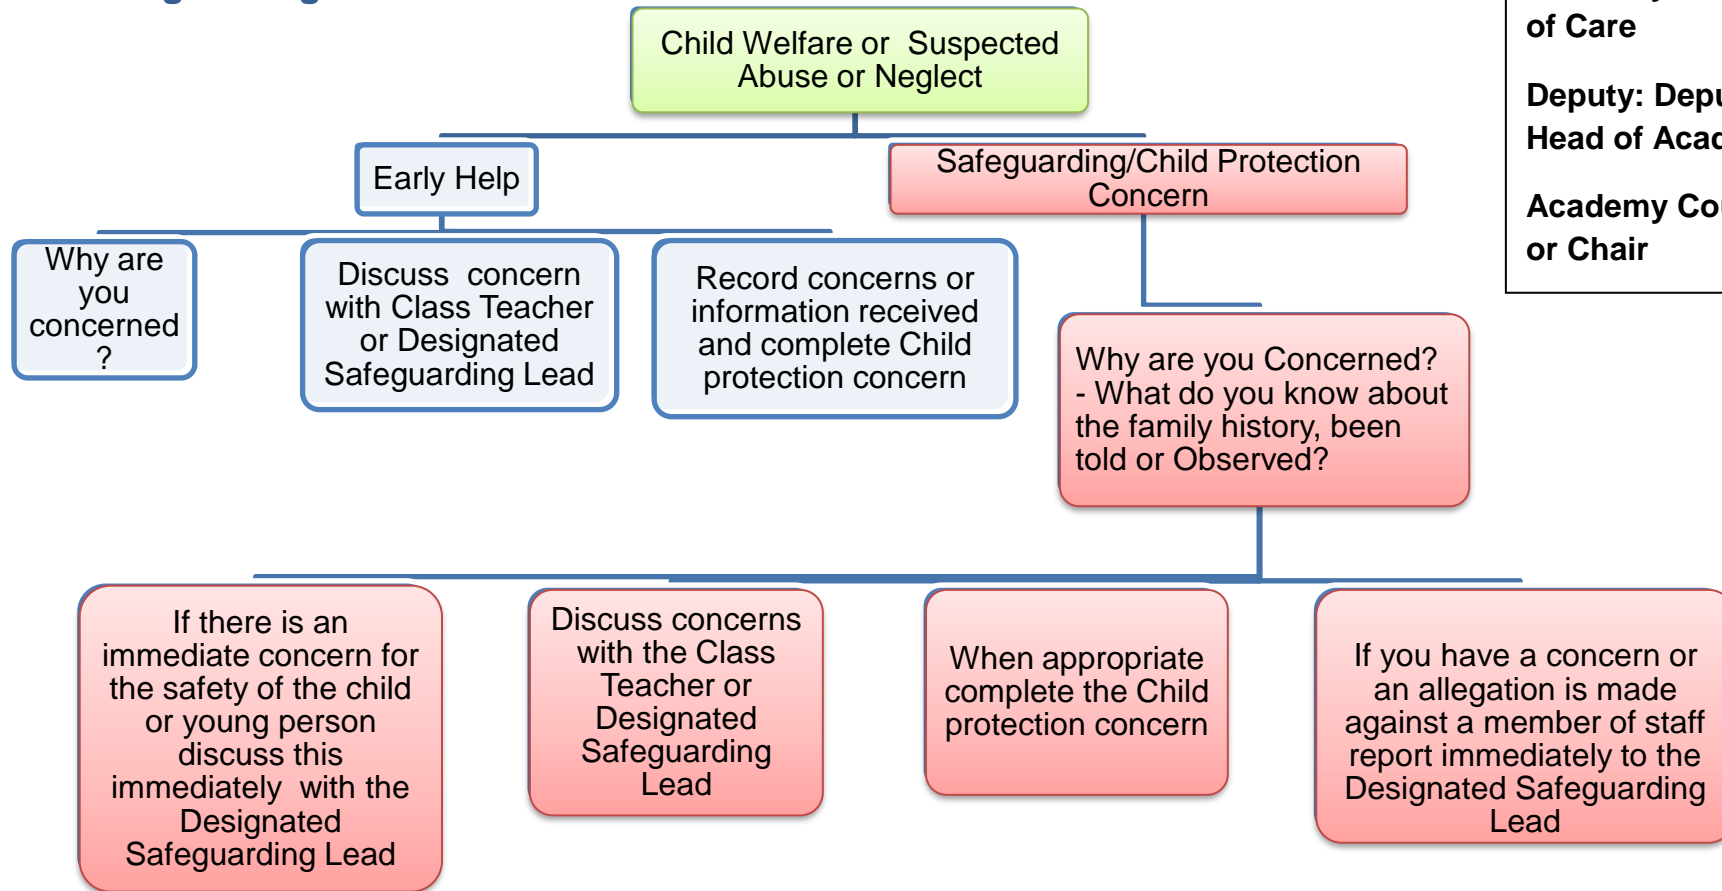 of Care
Deputy:
Head of
Academy
or Chair
Child Welfare or Suspected
Abuse or Neglect
Early Help
Safeguarding/Child Protection
Concern
Why are
you
concerned
?
Discuss concern
with Class Teacher
or Designated
Safeguarding Lead
Record concerns or
information received
and complete Child
protection concern
Why are you Concerned?
- What do you know about
the family history, been
told or Observed?
If there is an
immediate concern for
the safety of the child
or young person
discuss this
immediately with the
Designated
Safeguarding Lead
Discuss concerns
with the Class
Teacher or
Designated
Safeguarding
Lead
When appropriate
complete the Child
protection concern
If you have a concern or
an allegation is made
against a member of staff
report immediately to the
Designated Safeguarding
Lead